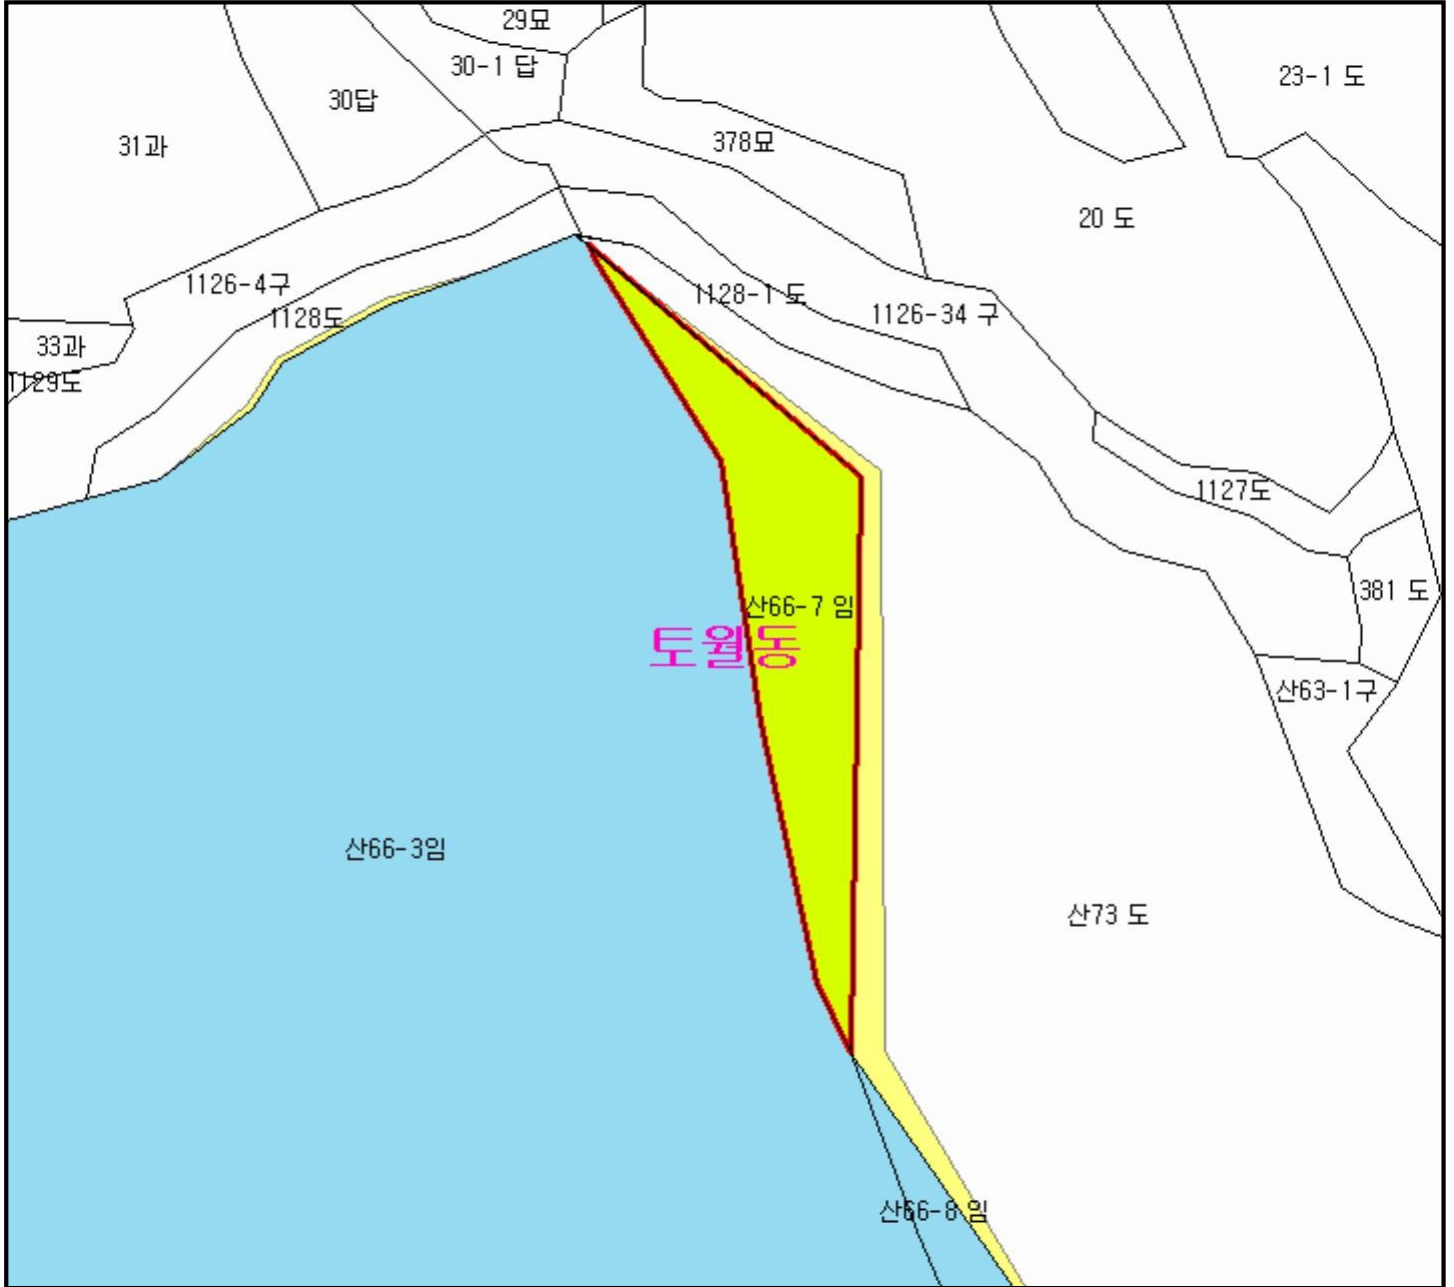 29묘
30-1 답
23-1 도
30답
378묘
31과
20 도
1126-4구
1128-1 도
1126-34 구
1128도
33과
1129도
1127도
381 도
산66-7 임
토월동
산63-1구
산66-3임
산73 도
산66-8 임